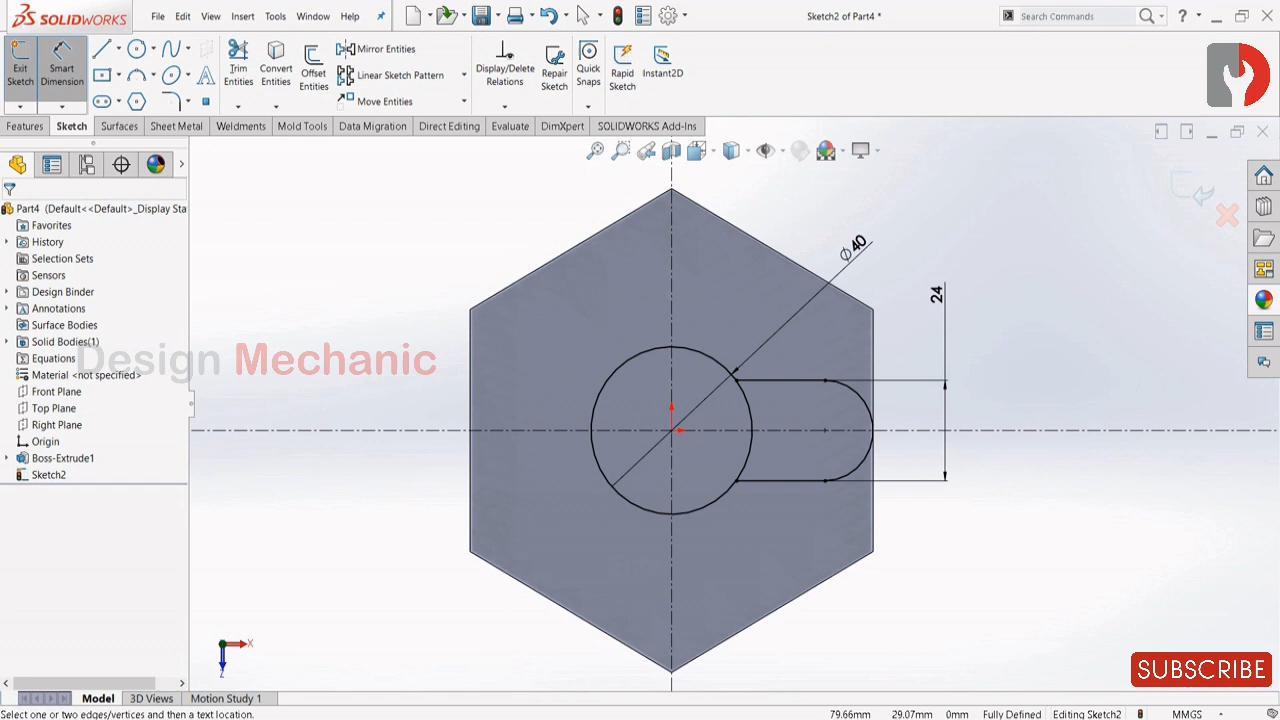 SOLIDWORKS File Edit View Insert Tools Window Help Sketch2 of Part4 * Search Commands ?
Exit Sketch Smart Dimension Trim Entities Convert Entities Offset Entities Mirror Entities Linear Sketch Pattern Move Entities Display/Delete Relations Repair Sketch Quick Snaps Rapid Sketch Instant2D
Features Sketch Surfaces Sheet Metal Weldments Mold Tools Data Migration Direct Editing Evaluate DimXpert SOLIDWORKS Add-Ins
Part4 (Default<<Default>_Display Sta
Favorites
History
Selection Sets
Sensors
Design Binder
Annotations
Surface Bodies
Solid Bodies(1)
Equations
Material <not specified>
Front Plane
Top Plane
Right Plane
Origin
Boss-Extrude1
Sketch2
Design Mechanic
∅40
24
X
Z
SUBSCRIBE
Model 3D Views Motion Study 1
Select one or two edges/vertices and then a text location. 79.66mm 29.07mm 0mm Fully Defined Editing Sketch2 MMGS